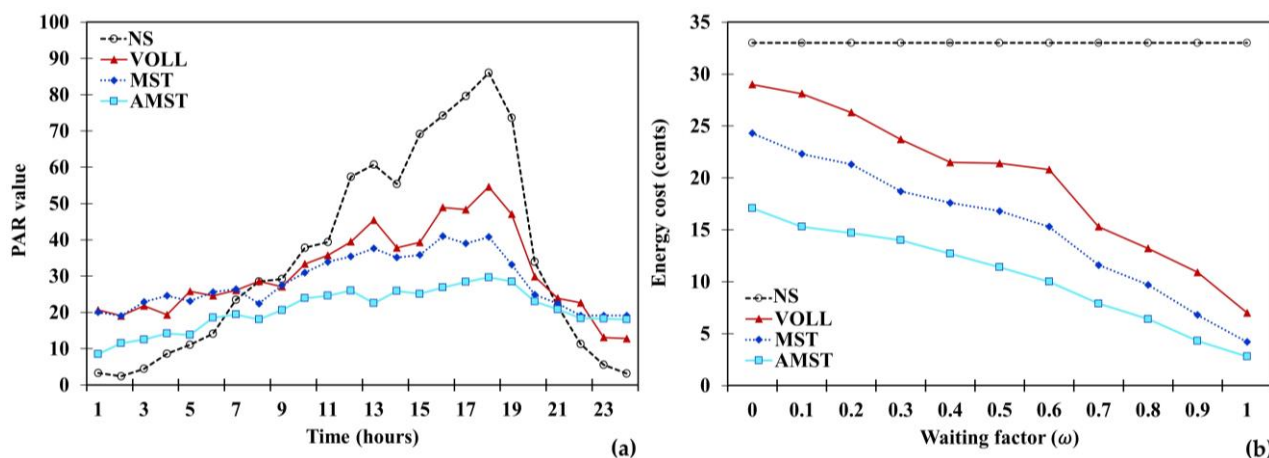 100
90
80
70
60
50
40
30
20
10
0
PAR value
NS
VOLL
MST
AMST
1 3 5 7 9 11 13 15 17 19 21 23
Time (hours)
(a)
35
30
25
20
15
10
5
0
Energy cost (cents)
NS
VOLL
MST
AMST
0 0.1 0.2 0.3 0.4 0.5 0.6 0.7 0.8 0.9 1
Waiting factor (ω)
(b)